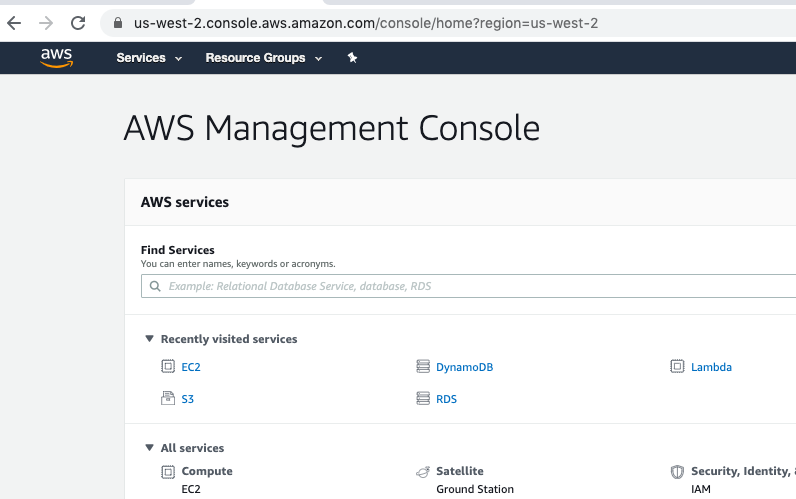 us-west-2.console.aws.amazon.com/console/home?region=us-west-2
aws Services Resource Groups
AWS Management Console
AWS services
Find Services
You can enter names, keywords or acronyms.
Example: Relational Database Service, database, RDS
Recently visited services
EC2 DynamoDB Lambda
S3 RDS
All services
Compute Satellite Security, Identity,
EC2 Ground Station IAM